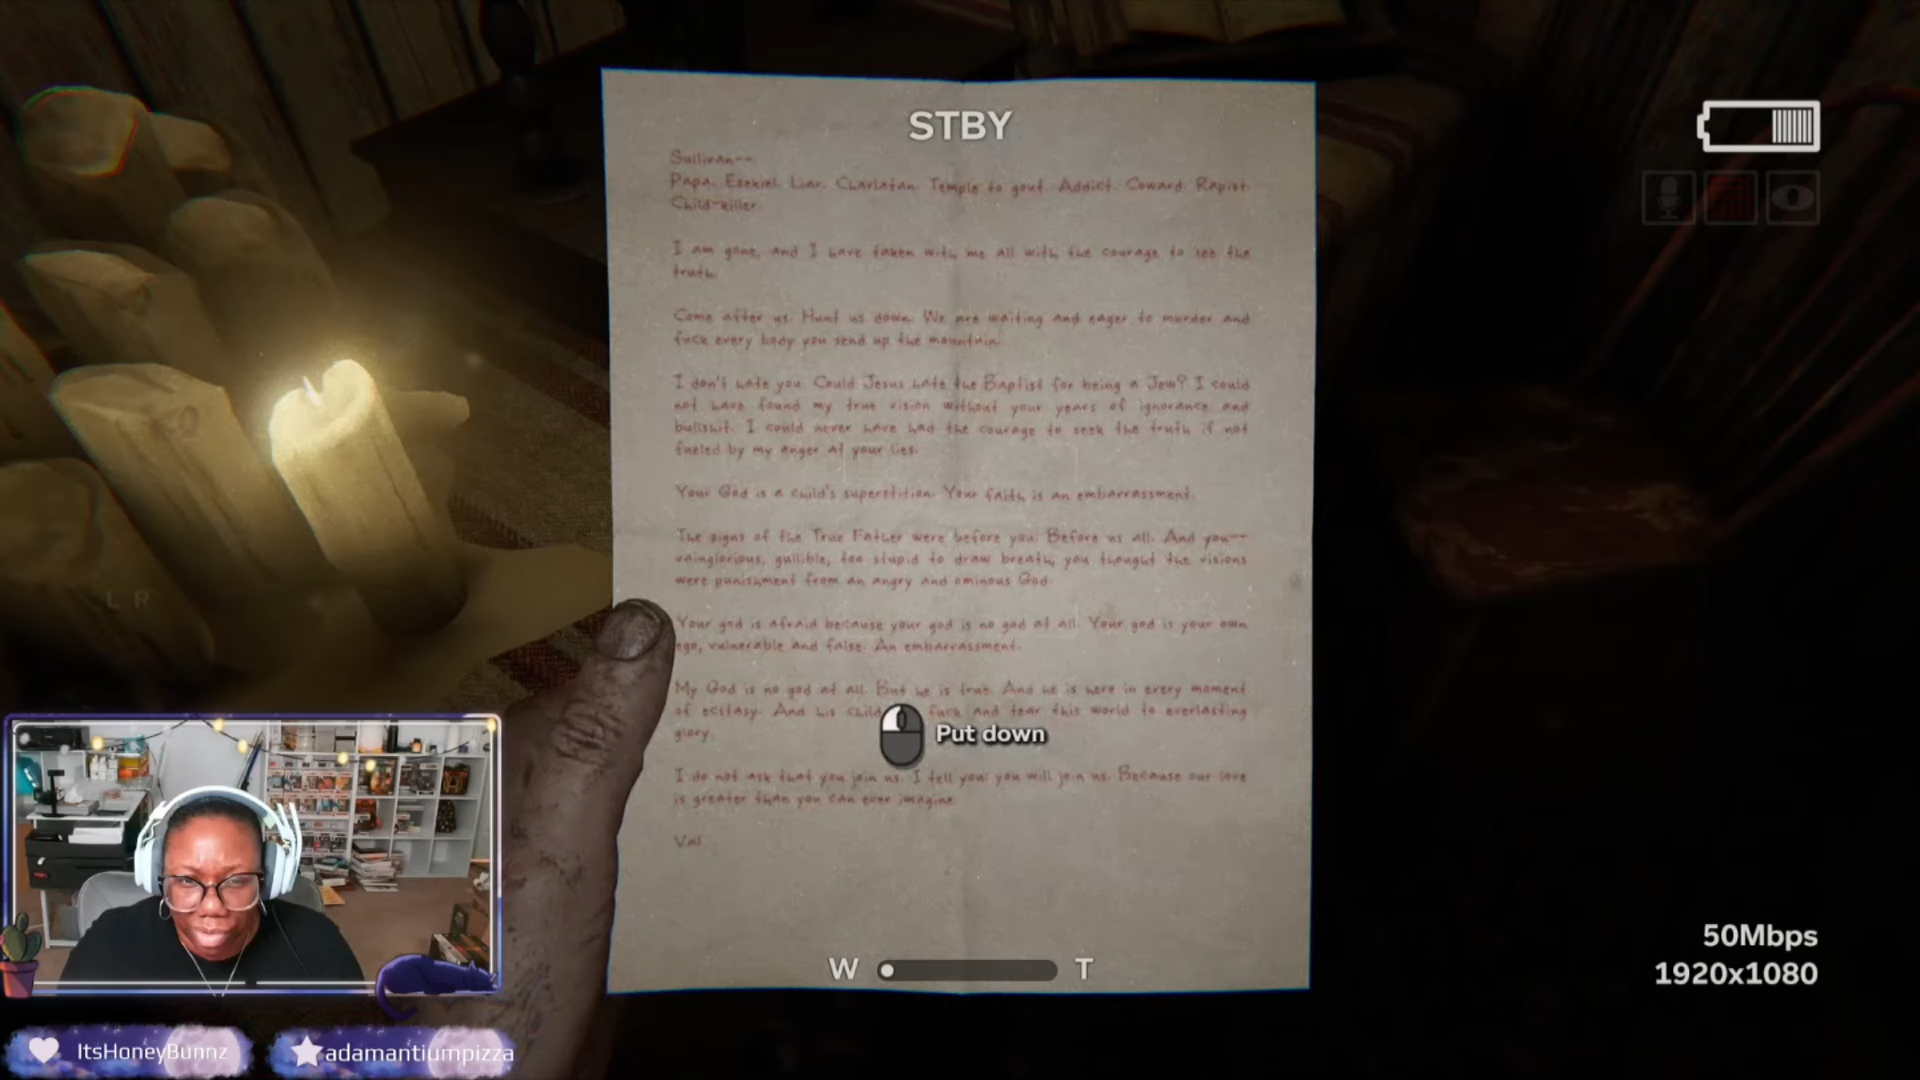 STBY
Sullivan--
Papa. Ezekiel. Liar. Charlatan. Temple to gout. Addict. Coward. Rapist.
Child-killer.
I am gone, and I have taken with me all with the courage to see the
truth.
Come after us. Hunt us down. We are waiting and eager to murder and
fuck every body you send up the mountain.
I don't hate you. Could Jesus hate the Baptist for being a Jew? I could
not have found my true vision without your years of ignorance and
bullshit. I could never have had the courage to seek the truth if not
fueled by my anger at your lies.
Your God is a child's superstition. Your faith is an embarrassment.
The signs of the True Father were before you. Before us all. And you--
vainglorious, gullible, too stupid to draw breath, you thought the visions
were punishment from an angry and ominous God.
Your god is afraid because your god is no god at all. Your god is your own
ego, vulnerable and false. An embarrassment.
My God is no god at all. But he is true. And he is here in every moment
of ecstasy. And his child fuck and tear this world to everlasting
glory.
Put down
I do not ask that you join us. I tell you: you will join us. Because our love
is greater than you can ever imagine.
Val
L R
W T
50Mbps
1920x1080
ItsHoneyBunnz
adamantiumpizza